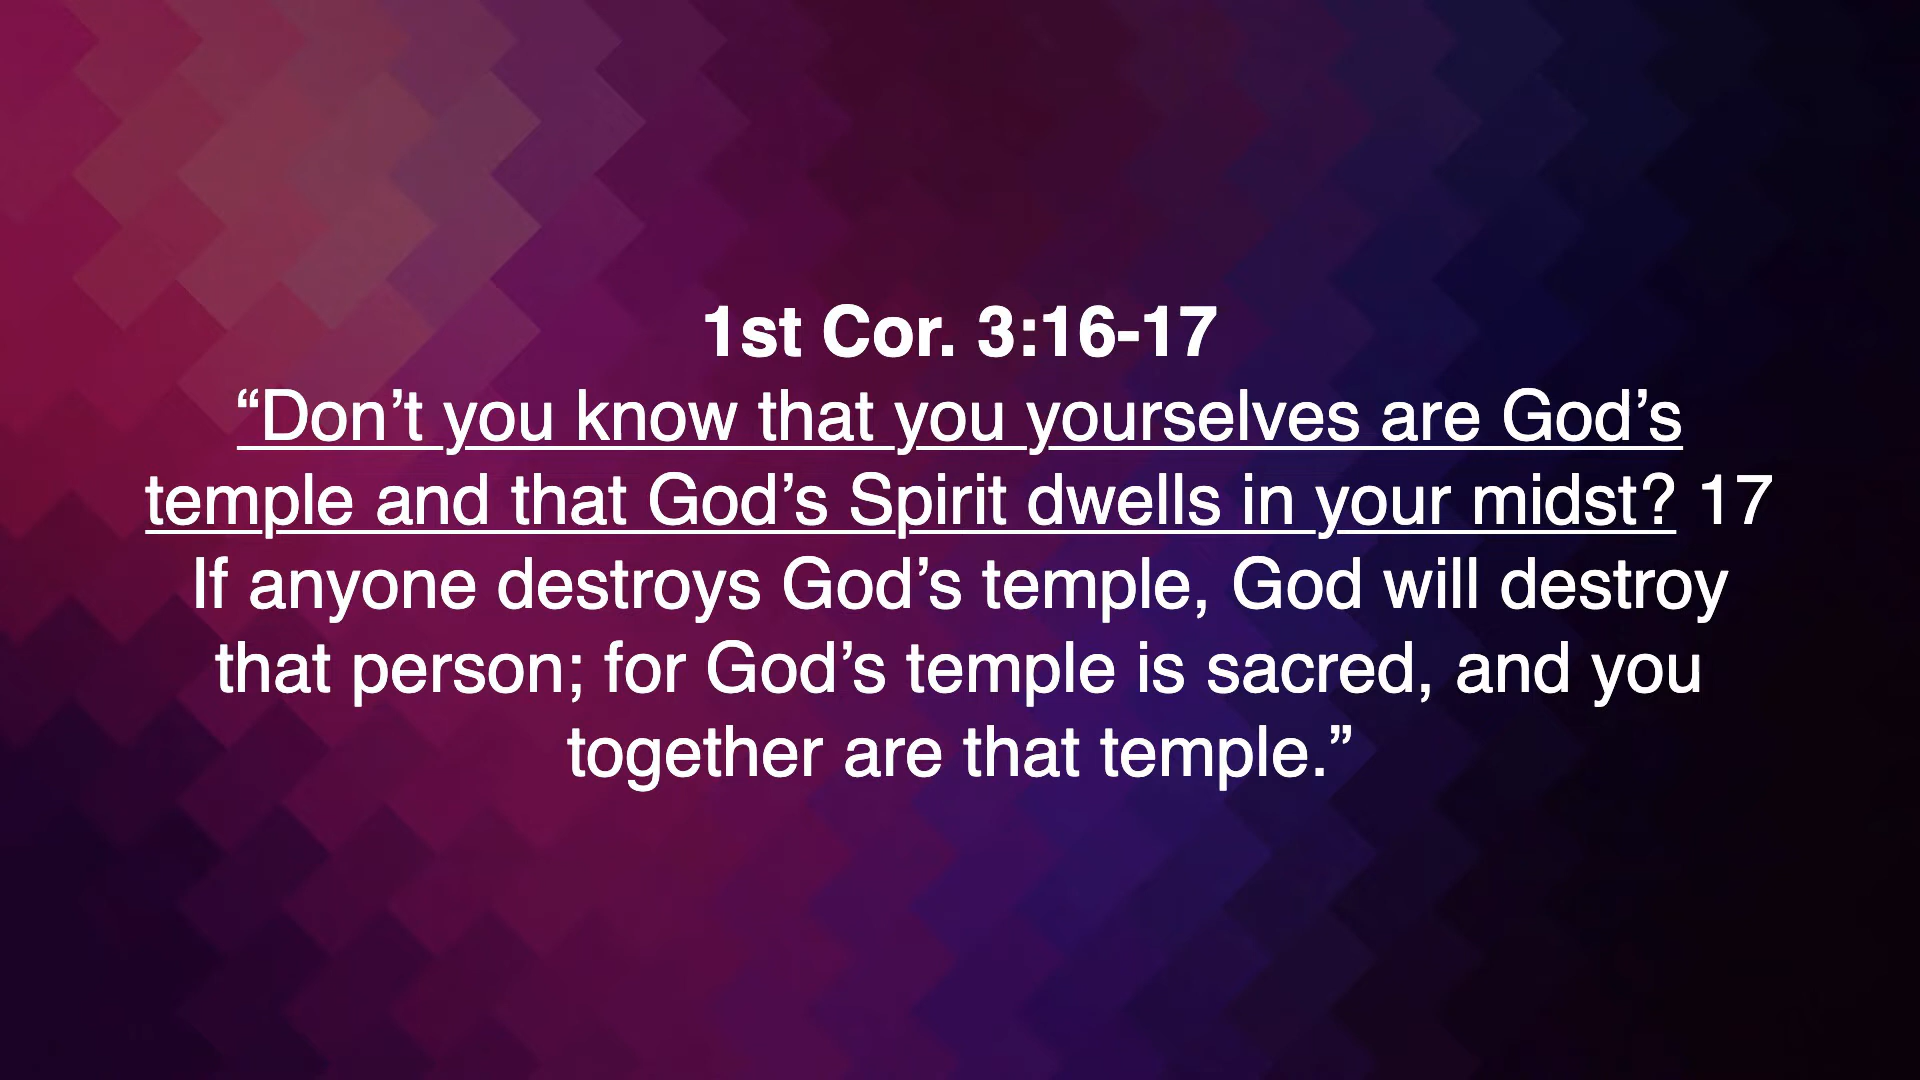 1st Cor. 3:16-17
“Don’t you know that you yourselves are God’s
temple and that God’s Spirit dwells in your midst? 17
If anyone destroys God’s temple, God will destroy
that person; for God’s temple is sacred, and you
together are that temple.”